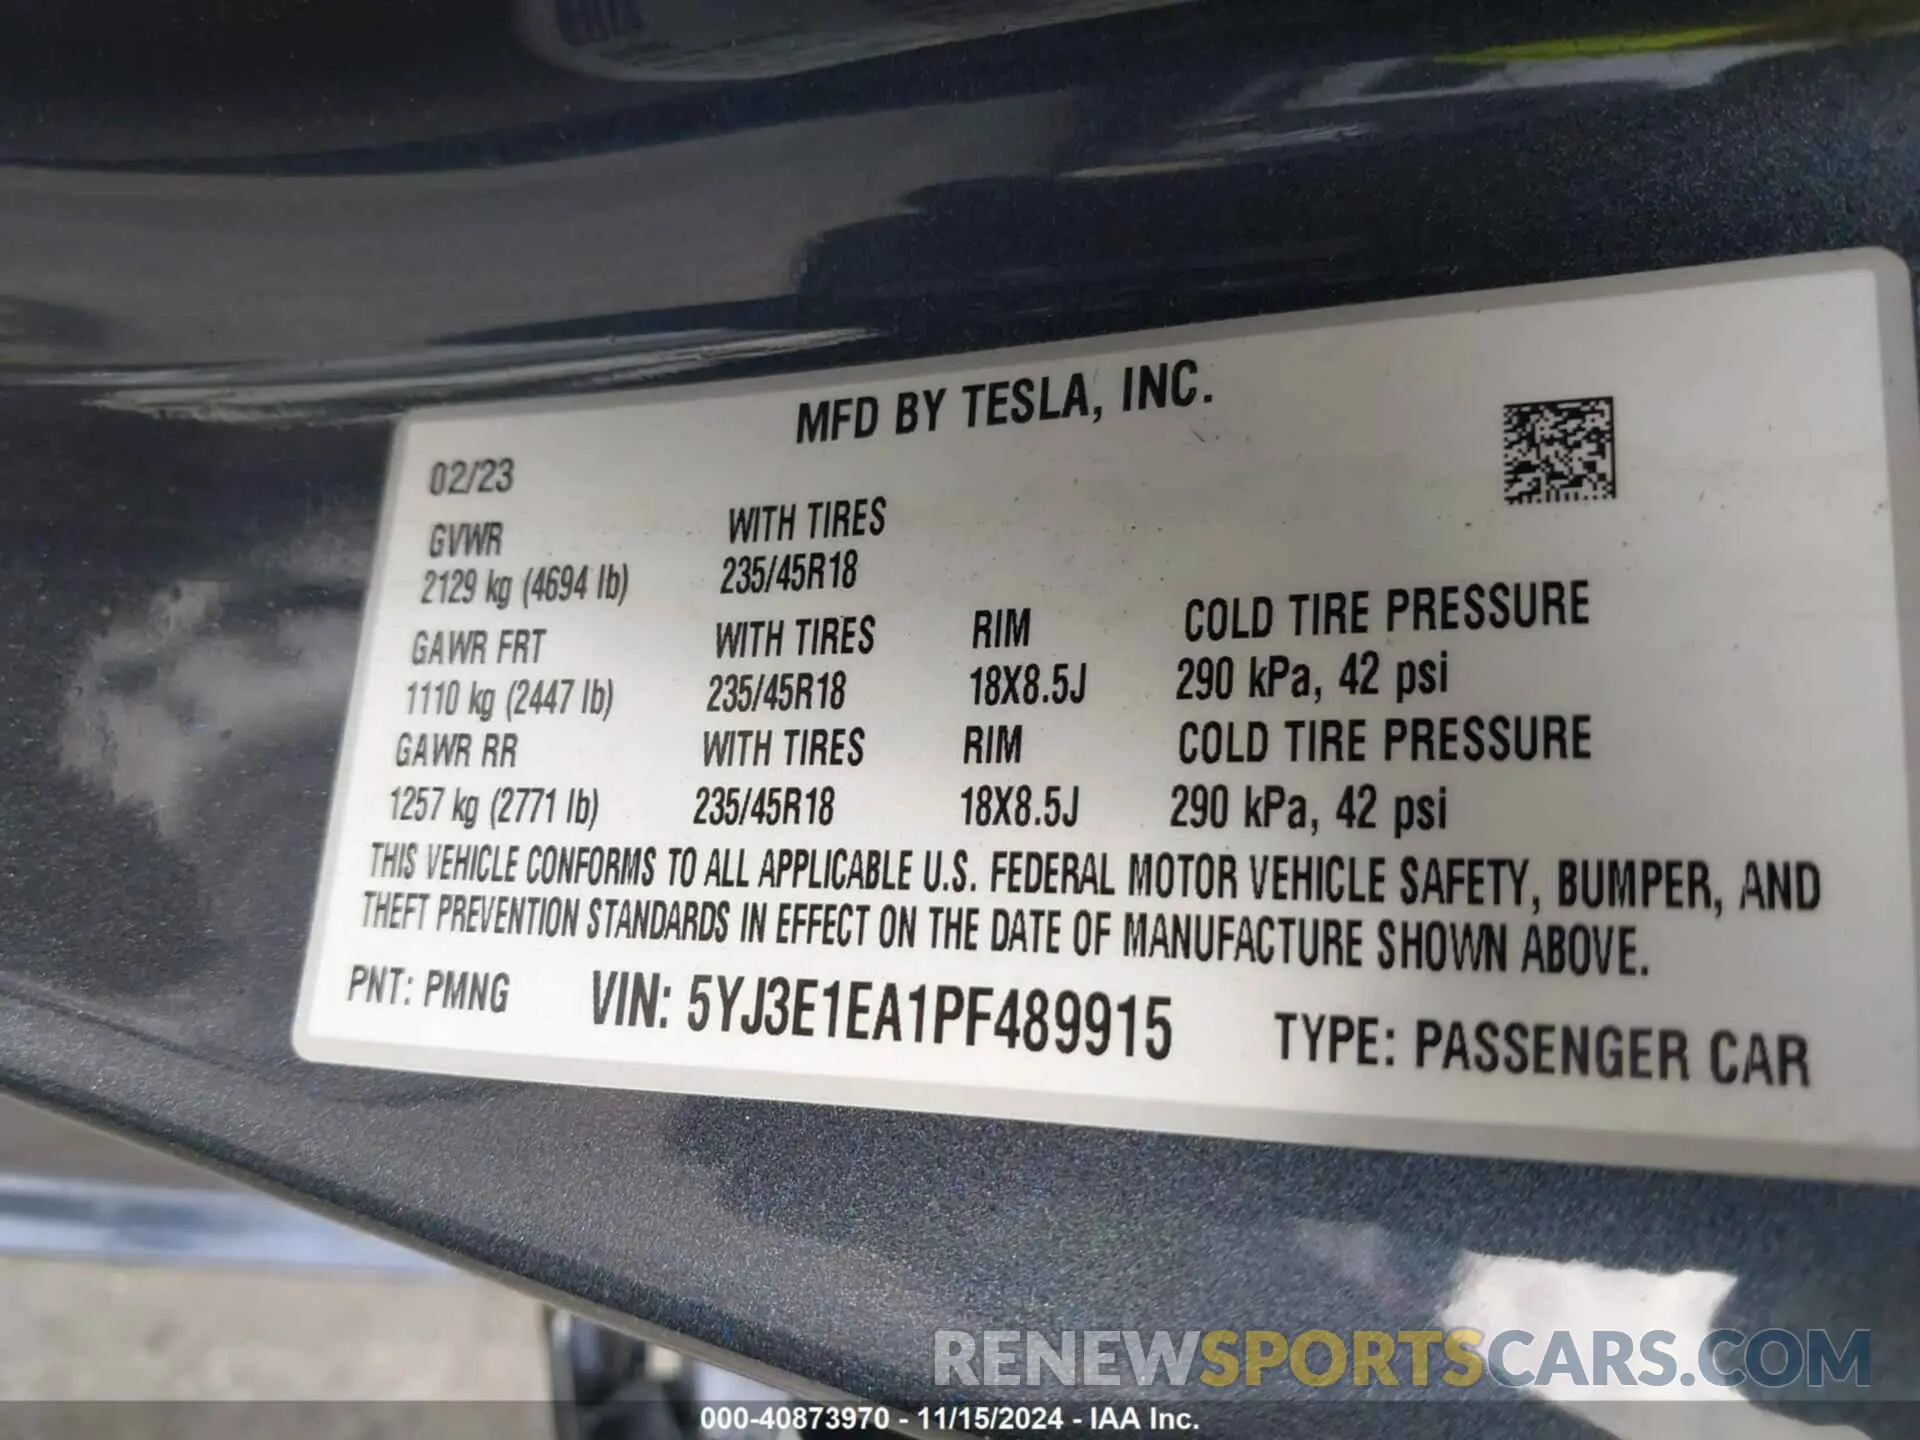 MFD BY TESLA, INC.
02/23
GVWR WITH TIRES
2129 kg (4694 lb) 235/45R18
GAWR FRT WITH TIRES RIM COLD TIRE PRESSURE
1110 kg (2447 lb) 235/45R18 18X8.5J 290 kPa, 42 psi
GAWR RR WITH TIRES RIM COLD TIRE PRESSURE
1257 kg (2771 lb) 235/45R18 18X8.5J 290 kPa, 42 psi
THIS VEHICLE CONFORMS TO ALL APPLICABLE U.S. FEDERAL MOTOR VEHICLE SAFETY, BUMPER, AND
THEFT PREVENTION STANDARDS IN EFFECT ON THE DATE OF MANUFACTURE SHOWN ABOVE.
PNT: PMNG VIN: 5YJ3E1EA1PF489915 TYPE: PASSENGER CAR
RENEWSPORTSCARS.COM
000-40873970 - 11/15/2024 - IAA Inc.